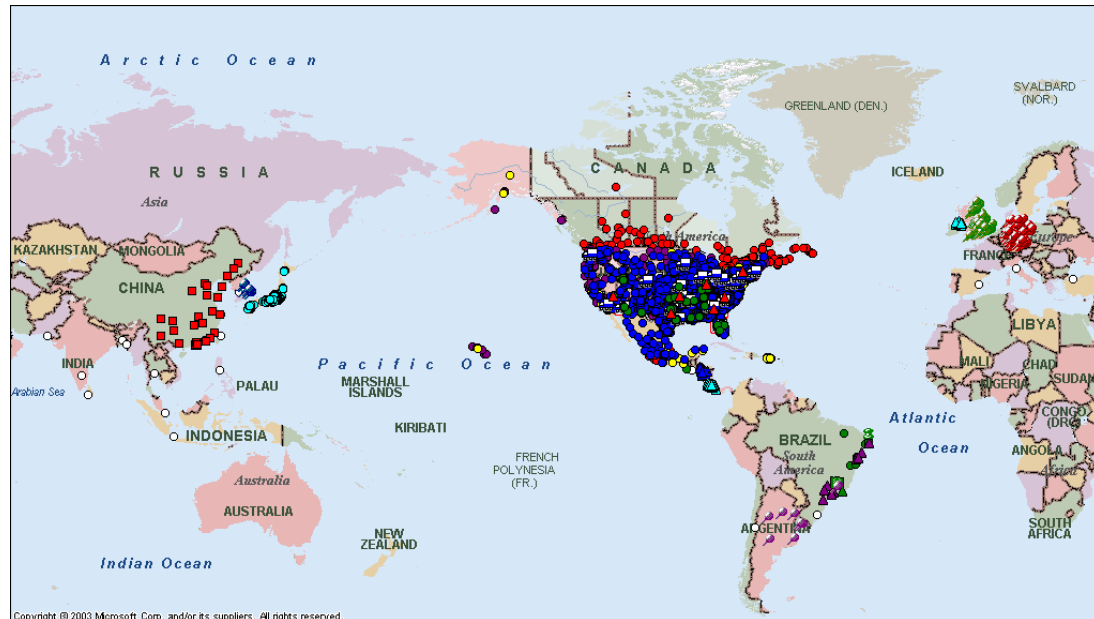 Arctic Ocean
SVALBARD
(NOR.)
GREENLAND (DEN.)
RUSSIA
CANADA
ICELAND
Asia
North America
Europe
KAZAKHSTAN
MONGOLIA
FRANCE
CHINA
LIBYA
INDIA
Pacific Ocean
MALI
CHAD
NIGERIA
SUDAN
Arabian Sea
PALAU
MARSHALL
ISLANDS
Atlantic
Ocean
CONGO
(DRC)
KIRIBATI
INDONESIA
BRAZIL
South
America
ANGOLA
Africa
FRENCH
POLYNESIA
(FR.)
Australia
AUSTRALIA
ARGENTINA
SOUTH
AFRICA
NEW
ZEALAND
Indian Ocean
Copyright © 2003 Microsoft Corp. and/or its suppliers. All rights reserved.